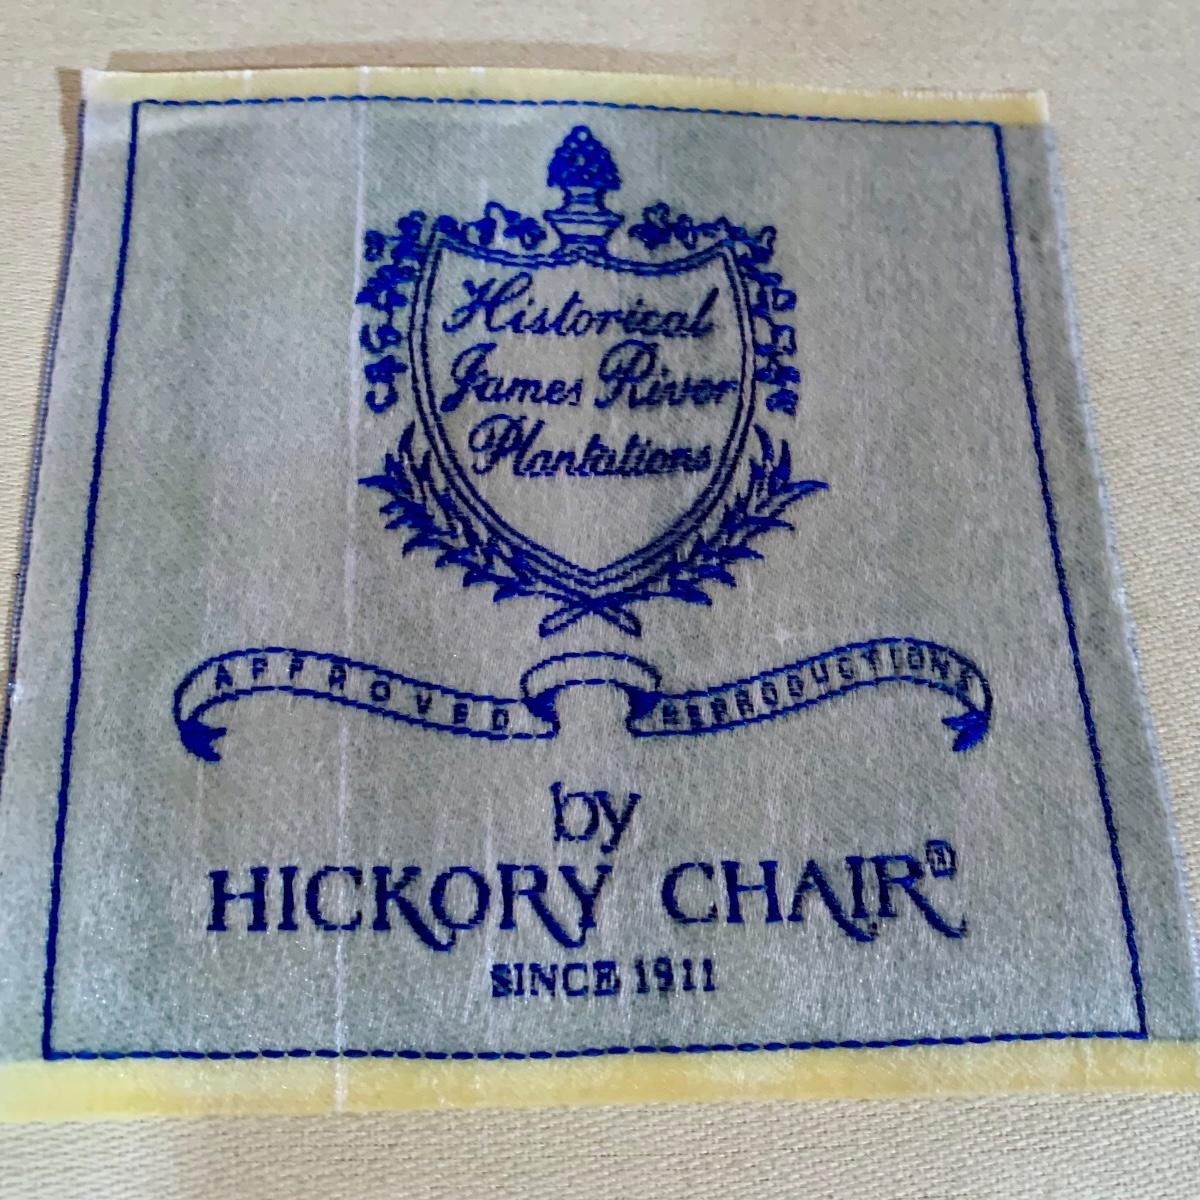 Historical
James River
Plantations
APPROVED REPRODUCTIONS
by
HICKORY CHAIR®
SINCE 1911